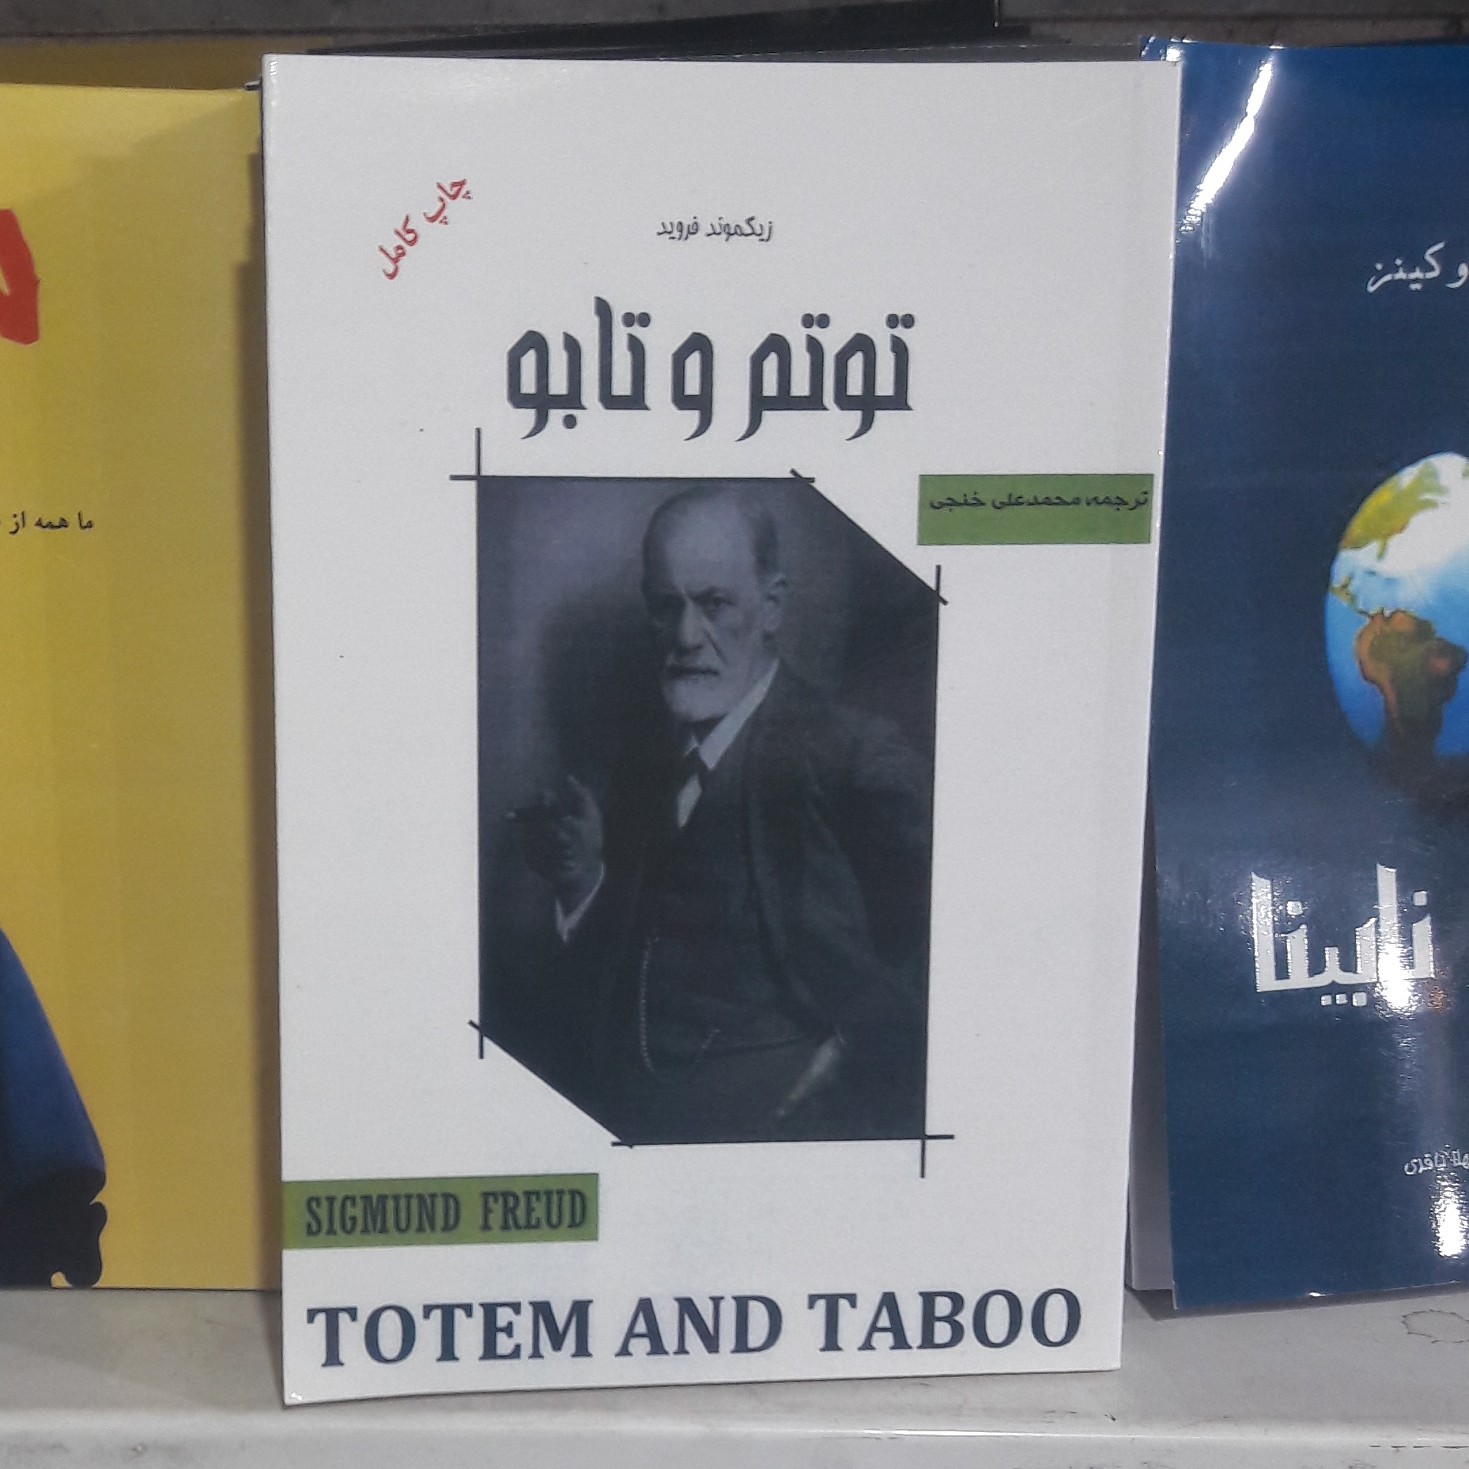 چاپ کامل
زیگموند فروید
توتم و تابو
ترجمه محمدعلی خنجی
SIGMUND FREUD
TOTEM AND TABOO
ما همه از
و کینز
نابینا
باقری